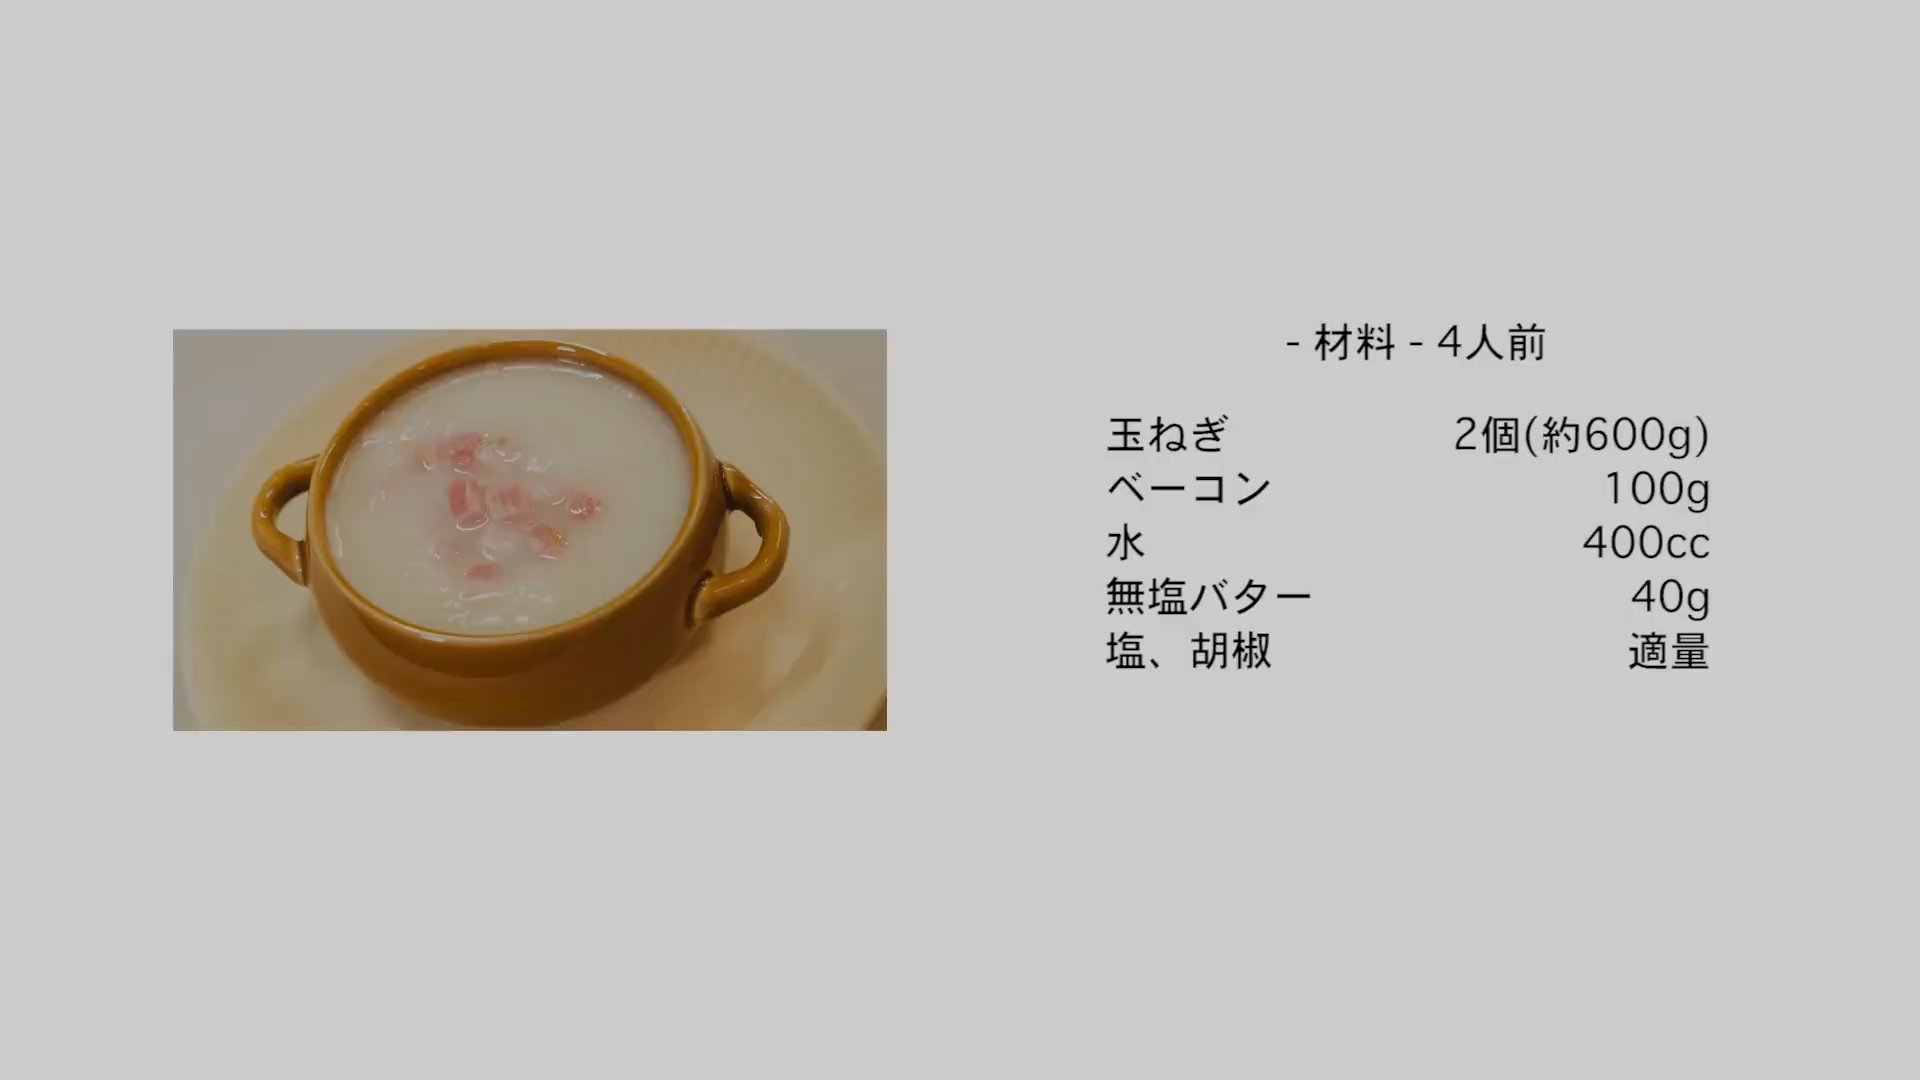 - 材料 - 4人前
玉ねぎ 2個(約600g)
ベーコン 100g
水 400cc
無塩バター 40g
塩、胡椒 適量